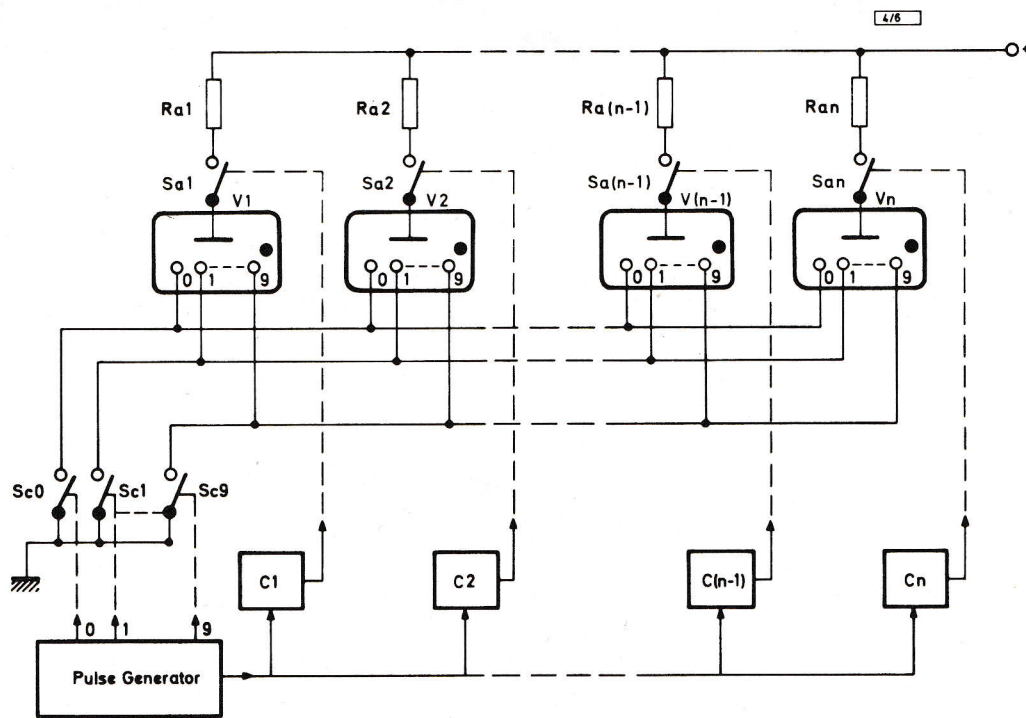 4/6
Ra1 Ra2 Ra(n-1) Ran
Sa1 Sa2 Sa(n-1) San
V1 V2 V(n-1) Vn
0 1 9 0 1 9 0 1 9 0 1 9
Sc0 Sc1 Sc9
C1 C2 C(n-1) Cn
0 1 9
Pulse Generator